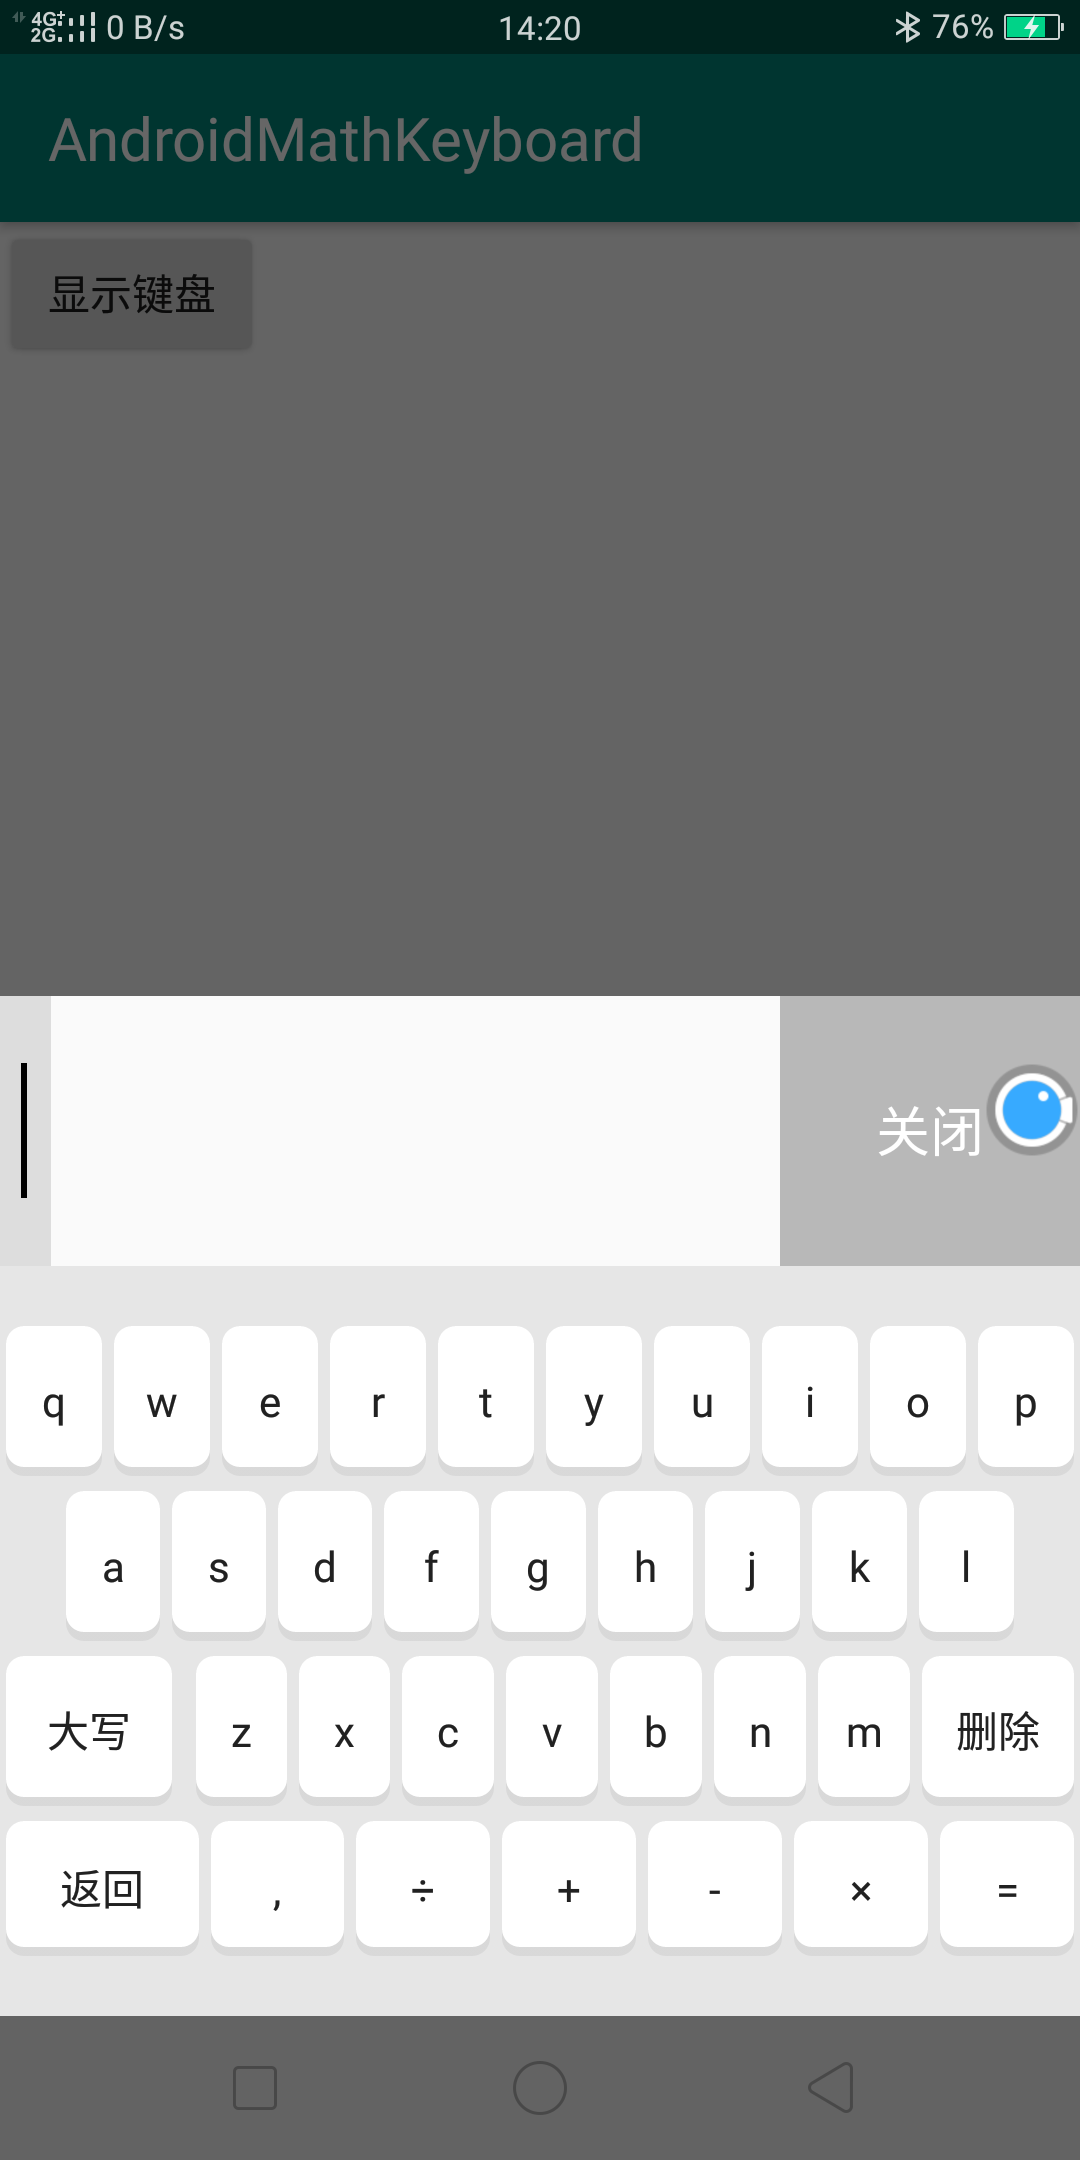 4G+ 2G 0 B/s 14:20 76%
AndroidMathKeyboard
显示键盘
关闭
q w e r t y u i o p
a s d f g h j k l
大写 z x c v b n m 删除
返回 , ÷ + - × =